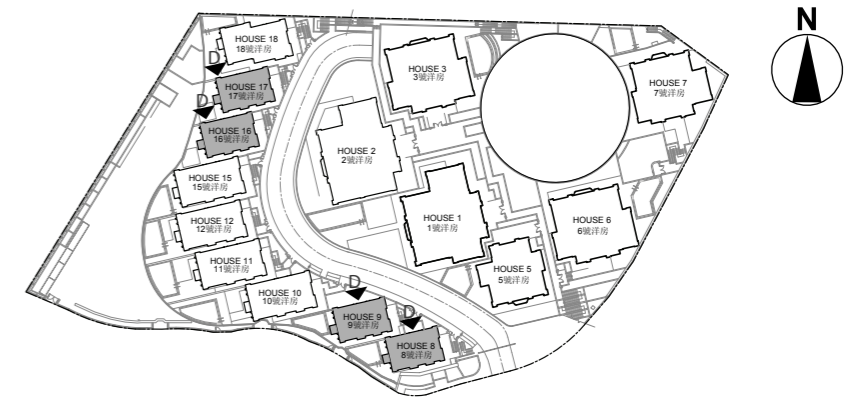 N
HOUSE 18
18號洋房
D
HOUSE 17
17號洋房
D
HOUSE 16
16號洋房
HOUSE 15
15號洋房
HOUSE 12
12號洋房
HOUSE 11
11號洋房
HOUSE 10
10號洋房
HOUSE 3
3號洋房
HOUSE 2
2號洋房
HOUSE 7
7號洋房
HOUSE 1
1號洋房
HOUSE 6
6號洋房
HOUSE 5
5號洋房
D
HOUSE 9
9號洋房
D
HOUSE 8
8號洋房